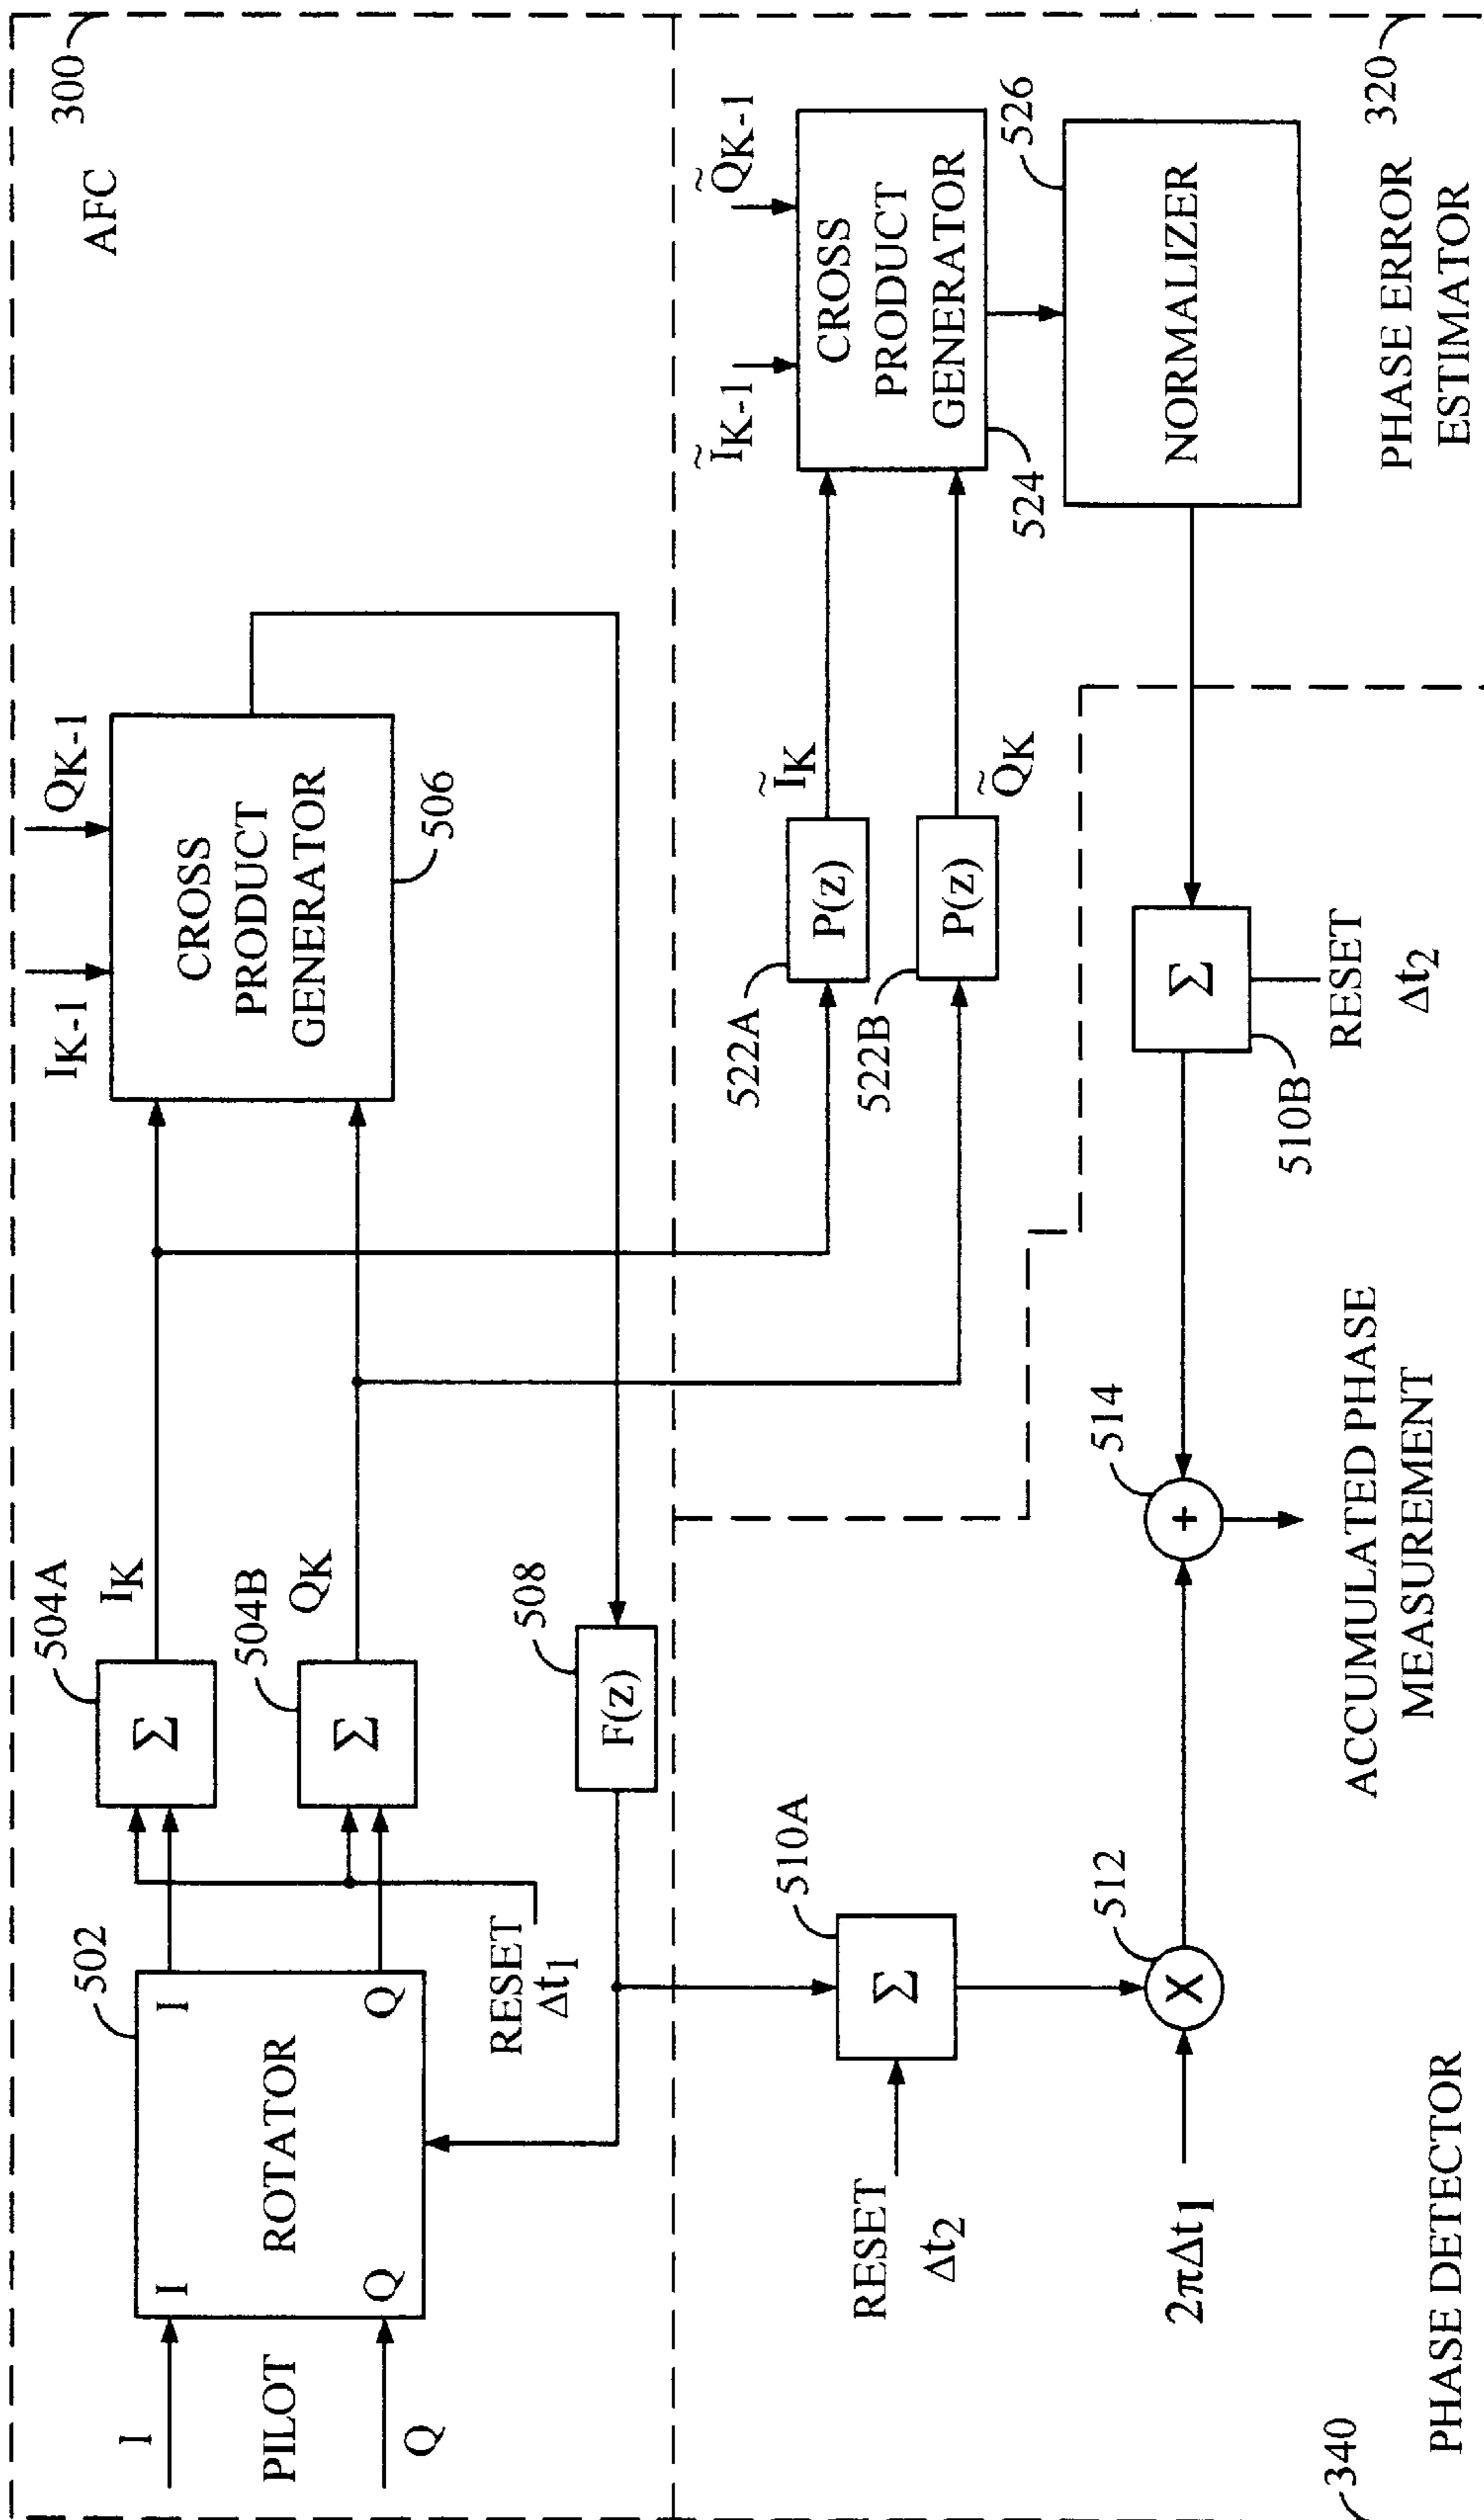 300
AFC
I
PILOT
Q
502
I
I
ROTATOR
Q
Q
RESET
Δt1
504A
Σ
IK
504B
Σ
QK
IK-1
QK-1
CROSS
PRODUCT
GENERATOR
506
508
F(z)
522A
P(z)
ĨK
522B
P(z)
Q̃K
ĨK-1
Q̃K-1
CROSS
PRODUCT
GENERATOR
524
526
NORMALIZER
320
PHASE ERROR
ESTIMATOR
510A
Σ
RESET
Δt2
2πΔt1
512
X
514
+
Σ
510B
RESET
Δt2
ACCUMULATED PHASE
MEASUREMENT
340
PHASE DETECTOR